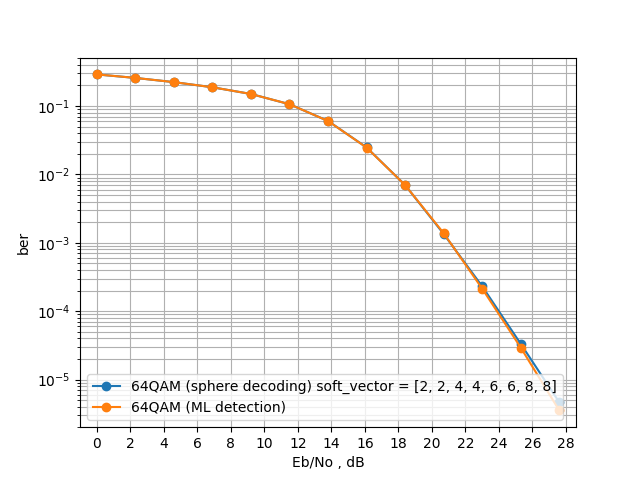 10⁻¹
10⁻²
10⁻³
10⁻⁴
10⁻⁵
ber
64QAM (sphere decoding) soft_vector = [2, 2, 4, 4, 6, 6, 8, 8]
64QAM (ML detection)
0 2 4 6 8 10 12 14 16 18 20 22 24 26 28
Eb/No , dB